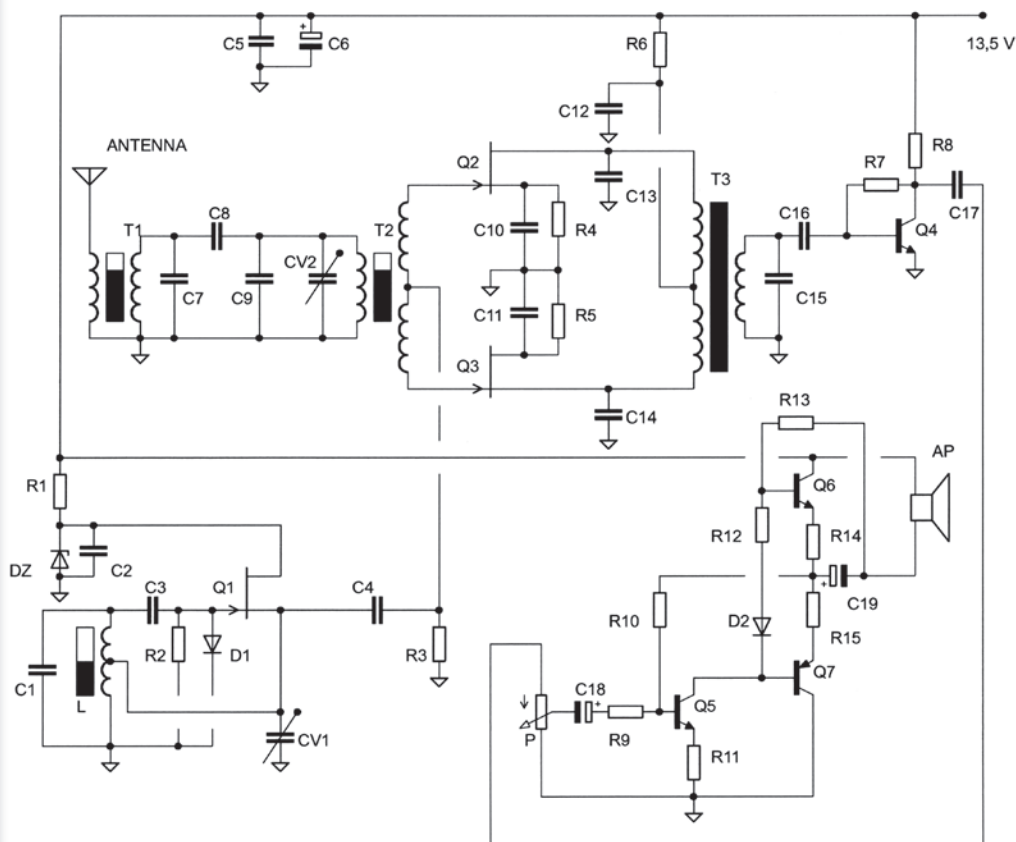 C5
C6
R6
13,5 V
C12
ANTENNA
R8
Q2
R7
T3
C13
C17
C8
C16
T1
T2
C10
R4
Q4
CV2
C7
C9
C15
C11
R5
Q3
C14
R13
AP
R1
Q6
R12
R14
DZ
C2
C3
Q1
C4
+
C19
R10
D2
R15
R2
D1
R3
C1
C18
+
Q7
Q5
L
P
R9
CV1
R11
+